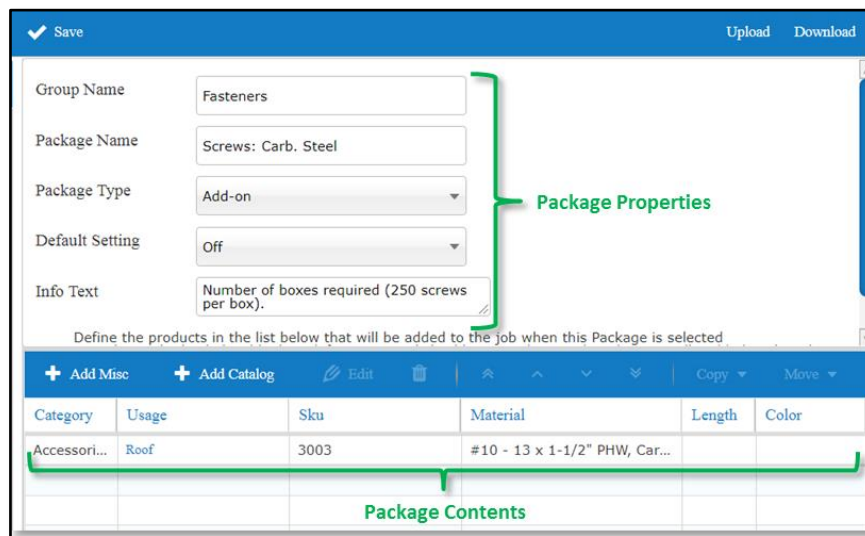 Save Upload Download
Group Name Fasteners
Package Name Screws: Carb. Steel
Package Type Add-on
Package Properties
Default Setting Off
Info Text Number of boxes required (250 screws
per box).
Define the products in the list below that will be added to the job when this Package is selected
Add Misc Add Catalog Edit Copy Move
Category Usage Sku Material Length Color
Accessori... Roof 3003 #10 - 13 x 1-1/2" PHW, Car...
Package Contents